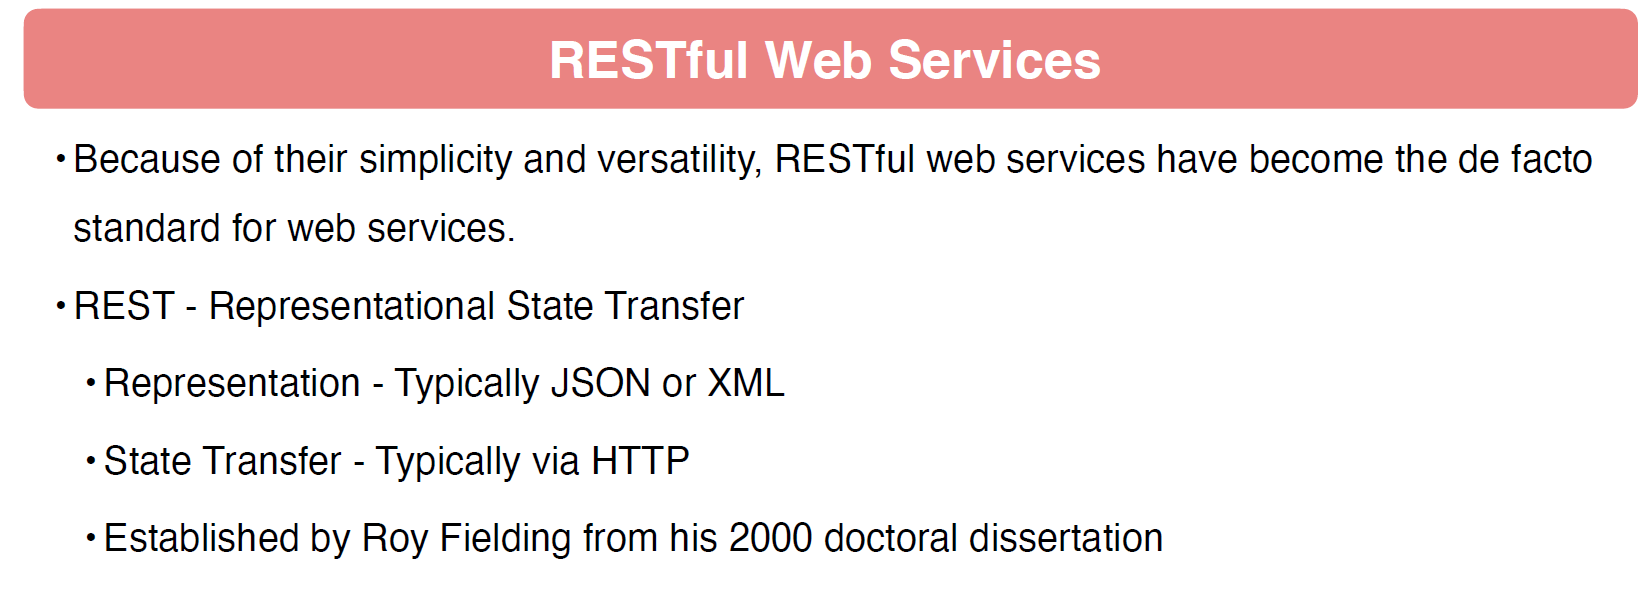 RESTful Web Services
• Because of their simplicity and versatility, RESTful web services have become the de facto
standard for web services.
• REST - Representational State Transfer
• Representation - Typically JSON or XML
• State Transfer - Typically via HTTP
• Established by Roy Fielding from his 2000 doctoral dissertation